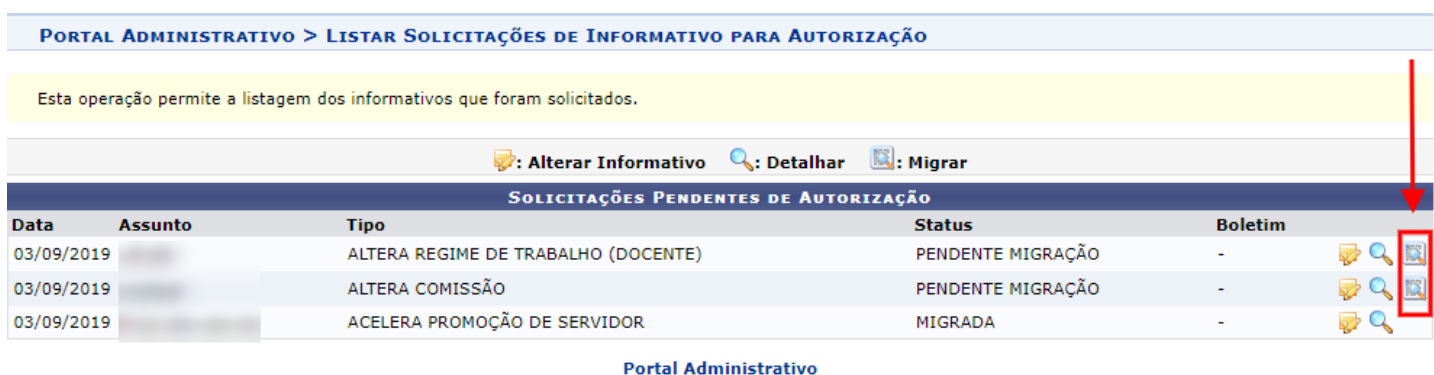 Portal Administrativo > Listar Solicitações de Informativo para Autorização
Esta operação permite a listagem dos informativos que foram solicitados.
: Alterar Informativo : Detalhar : Migrar
Solicitações Pendentes de Autorização
Data Assunto Tipo Status Boletim
03/09/2019 ALTERA REGIME DE TRABALHO (DOCENTE) PENDENTE MIGRAÇÃO -
03/09/2019 ALTERA COMISSÃO PENDENTE MIGRAÇÃO -
03/09/2019 ACELERA PROMOÇÃO DE SERVIDOR MIGRADA -
Portal Administrativo